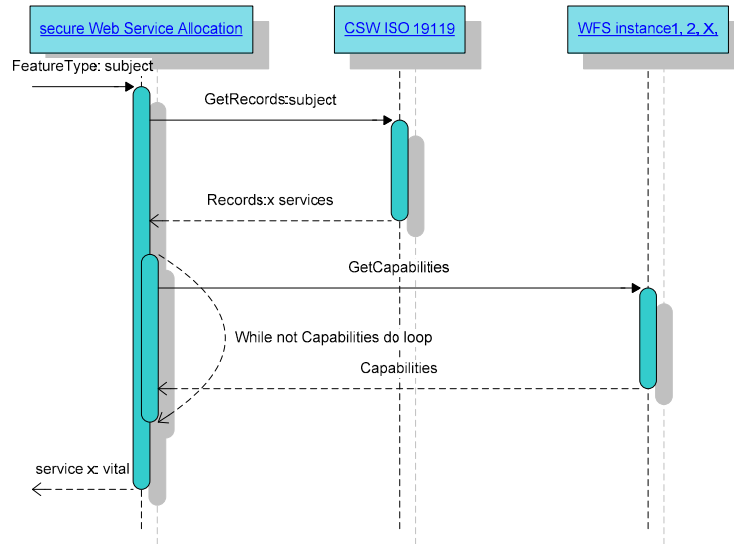 secure Web Service Allocation
CSW ISO 19119
WFS instance1, 2, X,
FeatureType: subject
GetRecords:subject
Records:x services
GetCapabilities
While not Capabilities do loop
Capabilities
service x: vital